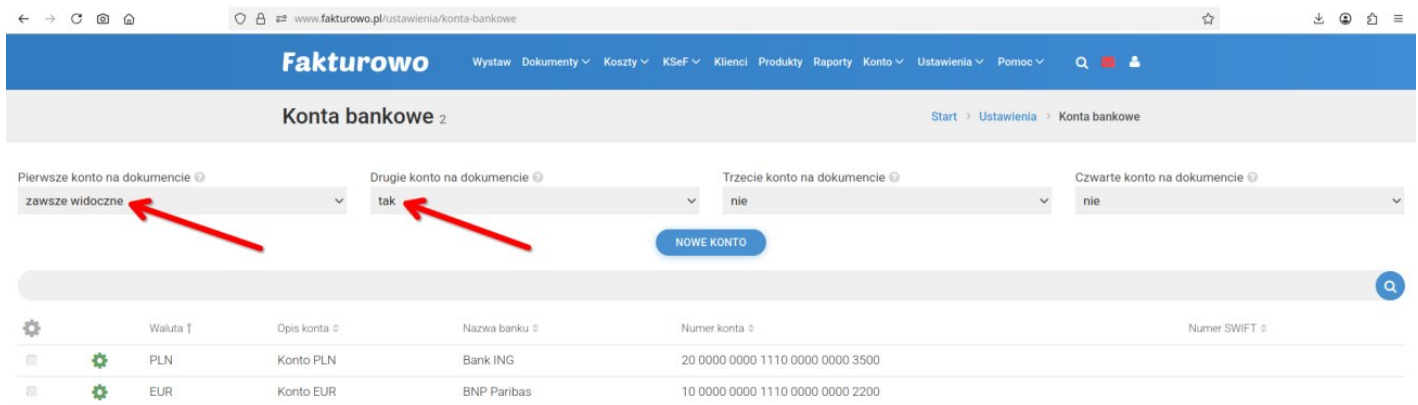 www.fakturowo.pl/ustawienia/konta-bankowe
Fakturowo Wystaw Dokumenty Koszty KSeF Klienci Produkty Raporty Konto Ustawienia Pomoc
Konta bankowe 2 Start > Ustawienia > Konta bankowe
Pierwsze konto na dokumencie Drugie konto na dokumencie Trzecie konto na dokumencie Czwarte konto na dokumencie
zawsze widoczne tak nie nie
NOWE KONTO
Waluta Opis konta Nazwa banku Numer konta Numer SWIFT
PLN Konto PLN Bank ING 20 0000 0000 1110 0000 0000 3500
EUR Konto EUR BNP Paribas 10 0000 0000 1110 0000 0000 2200